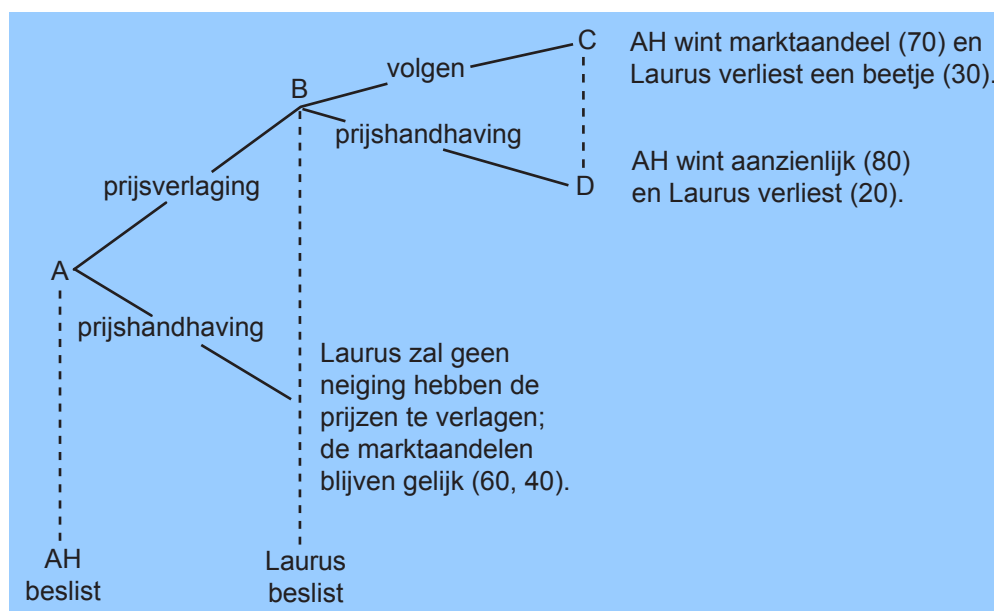 C
AH wint marktaandeel (70) en
Laurus verliest een beetje (30).
volgen
B
prijshandhaving
D
AH wint aanzienlijk (80)
en Laurus verliest (20).
prijsverlaging
A
prijshandhaving
Laurus zal geen
neiging hebben de
prijzen te verlagen;
de marktaandelen
blijven gelijk (60, 40).
AH
beslist
Laurus
beslist